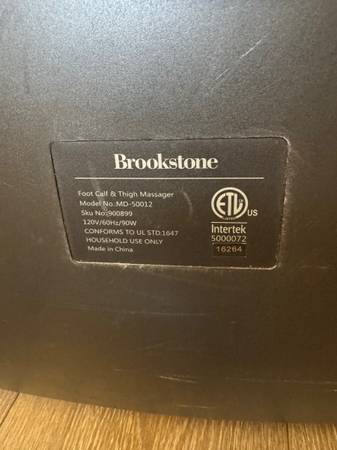 Brookstone
Foot Calf & Thigh Massager
Model No.:MD-50012
Sku No:900899
120V/60Hz/90W
CONFORMS TO UL STD.1647
HOUSEHOLD USE ONLY
Made in China
ETL
LISTED
US
Intertek
5000072
16264